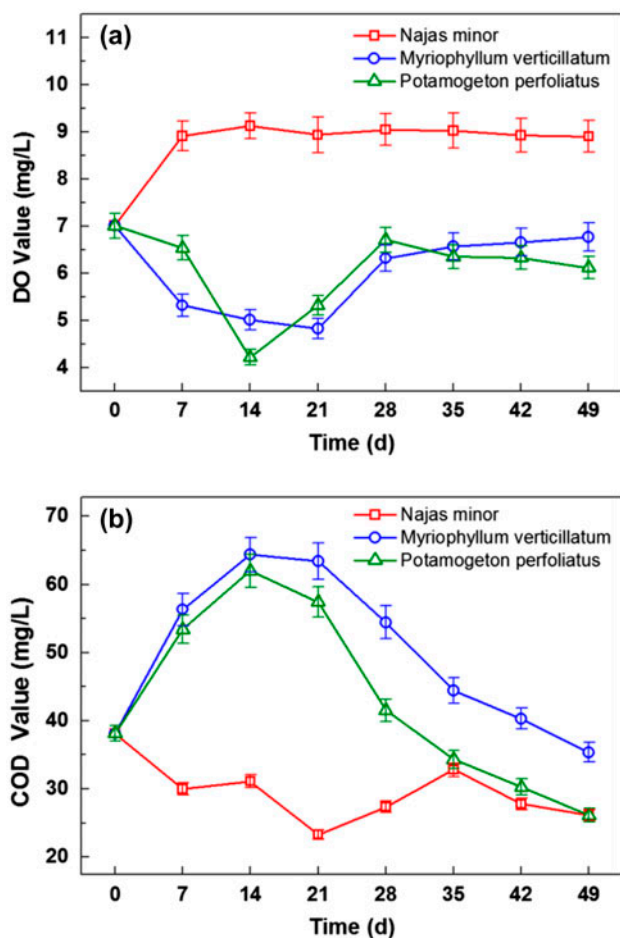 (a)
Najas minor
Myriophyllum verticillatum
Potamogeton perfoliatus
DO Value (mg/L)
11
10
9
8
7
6
5
4
0 7 14 21 28 35 42 49
Time (d)
(b)
Najas minor
Myriophyllum verticillatum
Potamogeton perfoliatus
COD Value (mg/L)
70
60
50
40
30
20
0 7 14 21 28 35 42 49
Time (d)